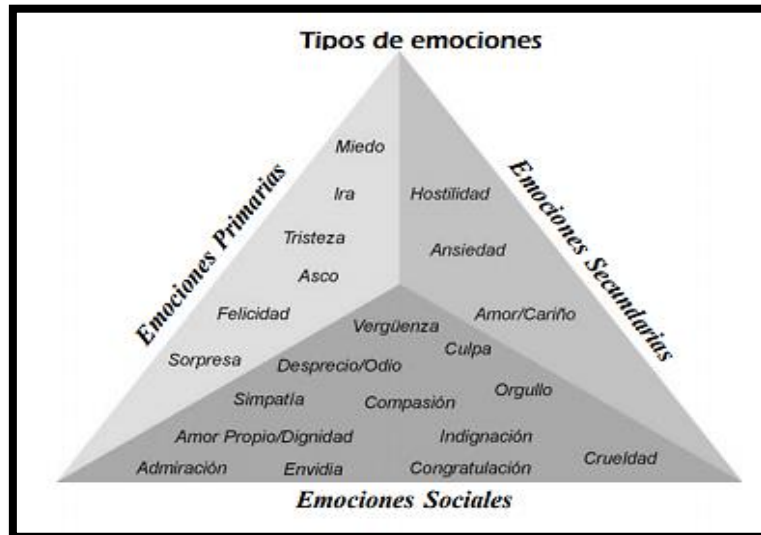 Tipos de emociones
Emociones Primarias
Miedo
Ira
Tristeza
Asco
Felicidad
Sorpresa
Emociones Secundarias
Hostilidad
Ansiedad
Amor/Cariño
Vergüenza
Culpa
Desprecio/Odio
Orgullo
Simpatía
Compasión
Amor Propio/Dignidad
Indignación
Admiración
Envidia
Congratulación
Crueldad
Emociones Sociales